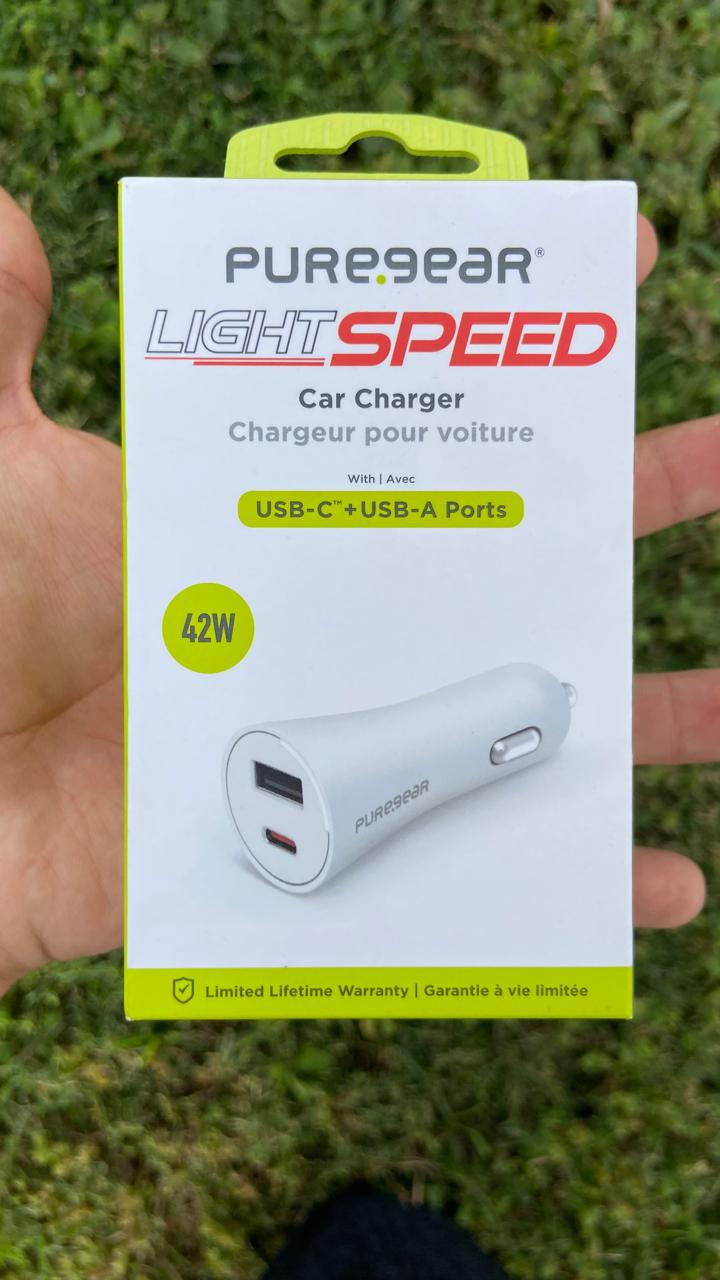 PUREGEAR®
LIGHTSPEED
Car Charger
Chargeur pour voiture
With | Avec
USB-C™+USB-A Ports
42W
PUREGEAR
Limited Lifetime Warranty | Garantie à vie limitée